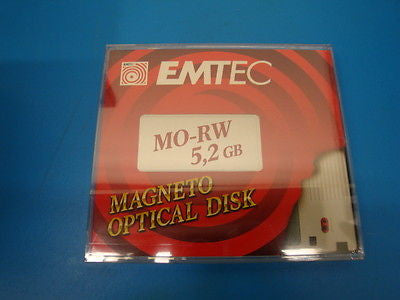 EMTEC
MO-RW
5,2 GB
MAGNETO
OPTICAL DISK